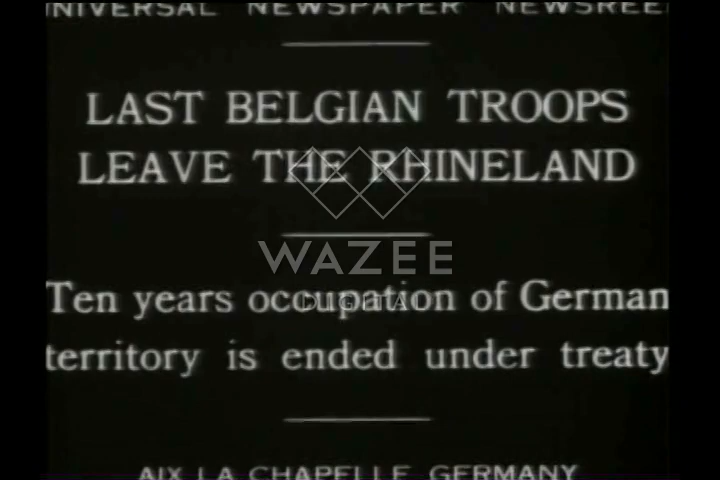 NIVERSAL NEWSPAPER NEWSREE
LAST BELGIAN TROOPS
LEAVE THE RHINELAND
WAZEE
DIGITAL
Ten years occupation of German
territory is ended under treaty
AIX LA CHAPELLE GERMANY